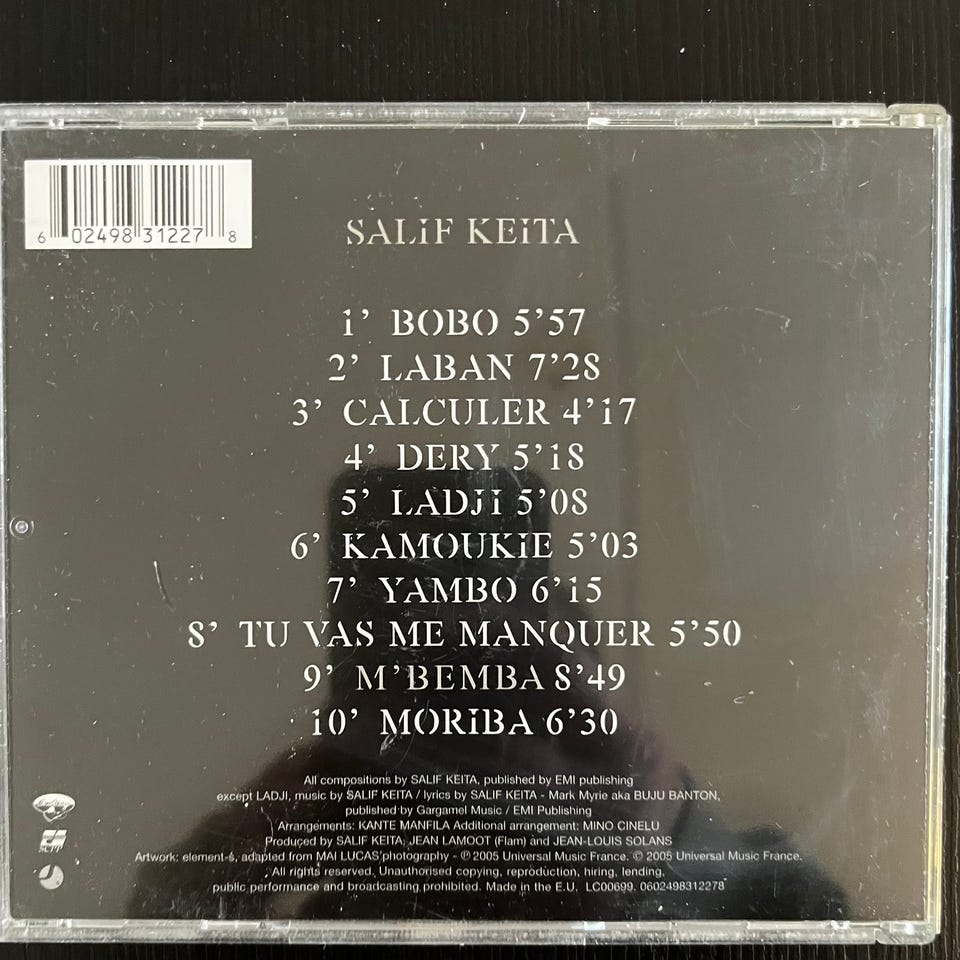 6 02498 31227 8
SALiF KEiTA
1' BOBO 5'57
2' LABAN 7'28
3' CALCULER 4'17
4' DERY 5'18
5' LADJi 5'08
6' KAMOUKiE 5'03
7' YAMBO 6'15
8' TU VAS ME MANQUER 5'50
9' M'BEMBA 8'49
10' MORiBA 6'30
All compositions by SALIF KEITA, published by EMI publishing
except LADJI, music by SALIF KEITA / lyrics by SALIF KEITA - Mark Myrie aka BUJU BANTON,
published by Gargamel Music / EMI Publishing
Arrangements: KANTE MANFILA Additional arrangement: MINO CINELU
Produced by SALIF KEITA, JEAN LAMOOT (Flam) and JEAN-LOUIS SOLANS
Artwork: element-s, adapted from MAI LUCAS'photography - ℗ 2005 Universal Music France. © 2005 Universal Music France.
All rights reserved. Unauthorised copying, reproduction, hiring, lending,
public performance and broadcasting prohibited. Made in the E.U. LC00699. 0602498312278